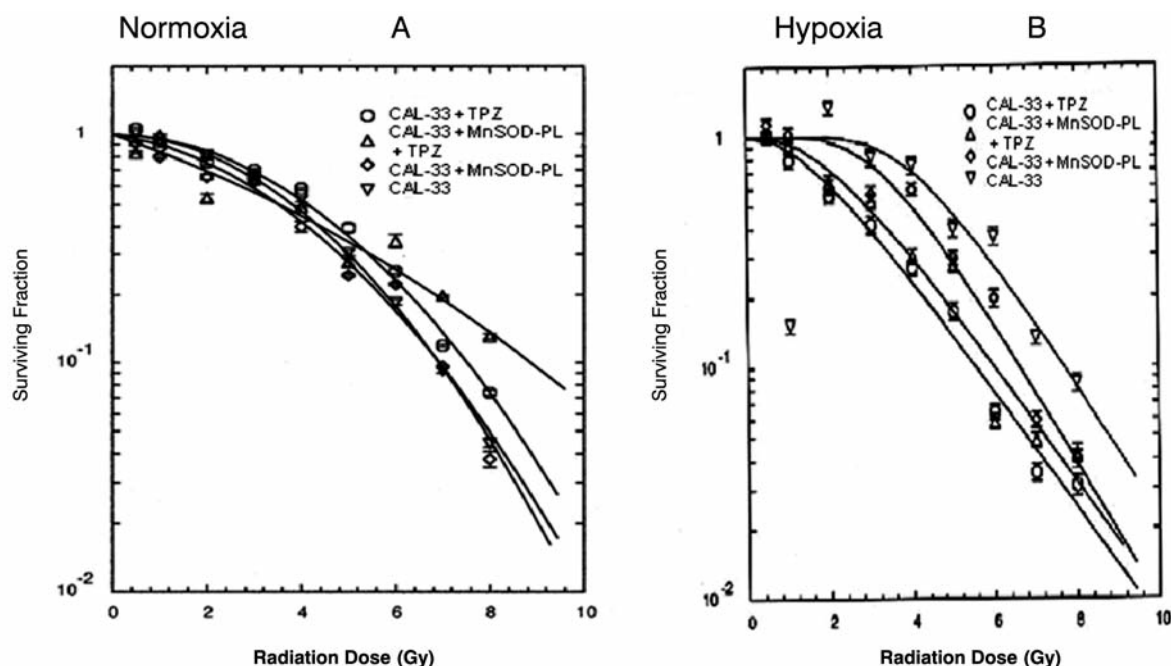 Normoxia A
1
10⁻¹
10⁻²
Surviving Fraction
CAL-33+TPZ
CAL-33+MnSOD-PL
+ TPZ
CAL-33+MnSOD-PL
CAL-33
0 2 4 6 8 10
Radiation Dose (Gy)
Hypoxia B
1
10⁻¹
10⁻²
Surviving Fraction
CAL-33+TPZ
CAL-33+MnSOD-PL
+ TPZ
CAL-33+MnSOD-PL
CAL-33
0 2 4 6 8 10
Radiation Dose (Gy)